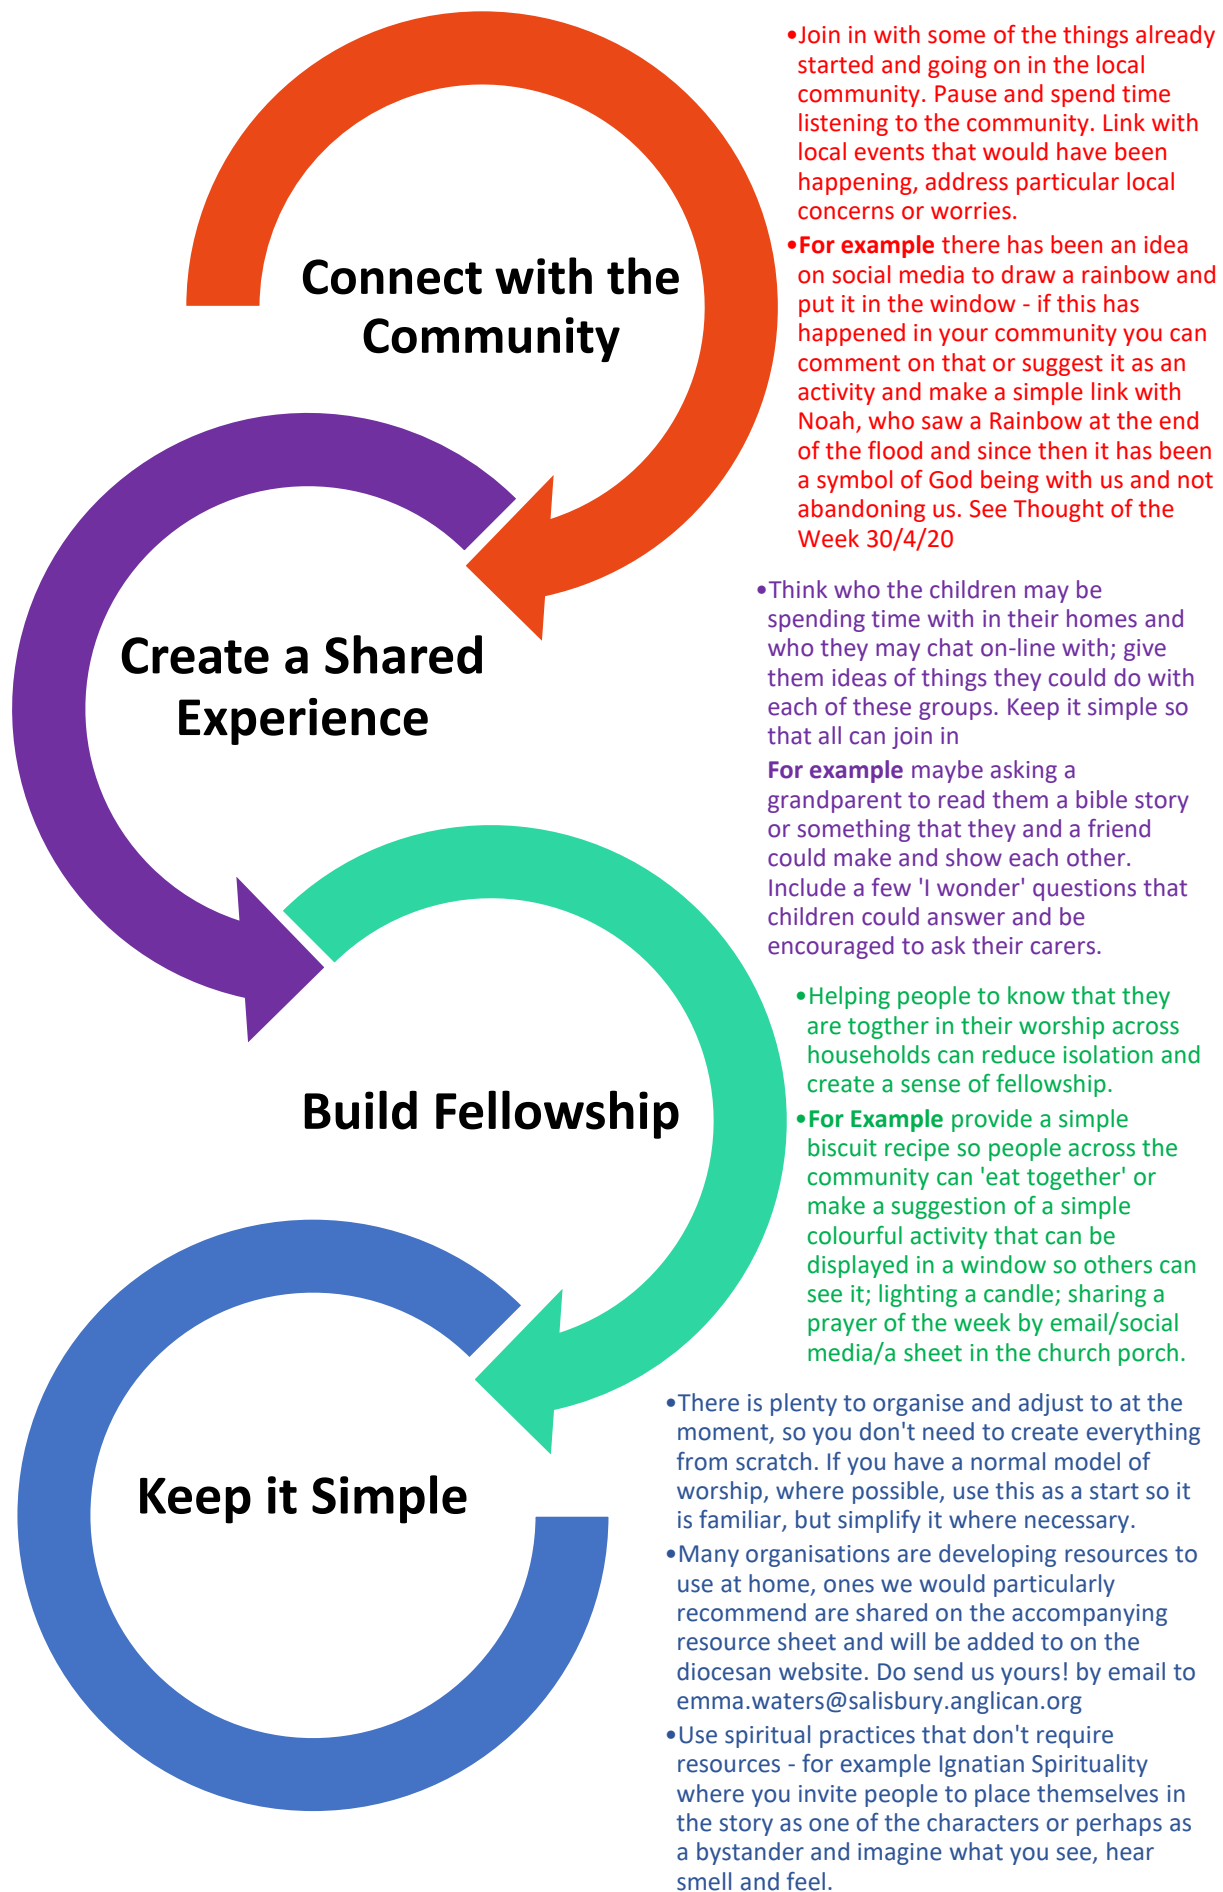 Connect with the
Community
•Join in with some of the things already
started and going on in the local
community. Pause and spend time
listening to the community. Link with
local events that would have been
happening, address particular local
concerns or worries.
•For example there has been an idea
on social media to draw a rainbow and
put it in the window - if this has
happened in your community you can
comment on that or suggest it as an
activity and make a simple link with
Noah, who saw a Rainbow at the end
of the flood and since then it has been
a symbol of God being with us and not
abandoning us. See Thought of the
Week 30/4/20
Create a Shared
Experience
•Think who the children may be
spending time with in their homes and
who they may chat on-line with; give
them ideas of things they could do with
each of these groups. Keep it simple so
that all can join in
For example maybe asking a
grandparent to read them a bible story
or something that they and a friend
could make and show each other.
Include a few 'I wonder' questions that
children could answer and be
encouraged to ask their carers.
Build Fellowship
•Helping people to know that they
are togther in their worship across
households can reduce isolation and
create a sense of fellowship.
•For Example provide a simple
biscuit recipe so people across the
community can 'eat together' or
make a suggestion of a simple
colourful activity that can be
displayed in a window so others can
see it; lighting a candle; sharing a
prayer of the week by email/social
media/a sheet in the church porch.
Keep it Simple
•There is plenty to organise and adjust to at the
moment, so you don't need to create everything
from scratch. If you have a normal model of
worship, where possible, use this as a start so it
is familiar, but simplify it where necessary.
•Many organisations are developing resources to
use at home, ones we would particularly
recommend are shared on the accompanying
resource sheet and will be added to on the
diocesan website. Do send us yours! by email to
emma.waters@salisbury.anglican.org
•Use spiritual practices that don't require
resources - for example Ignatian Spirituality
where you invite people to place themselves in
the story as one of the characters or perhaps as
a bystander and imagine what you see, hear
smell and feel.